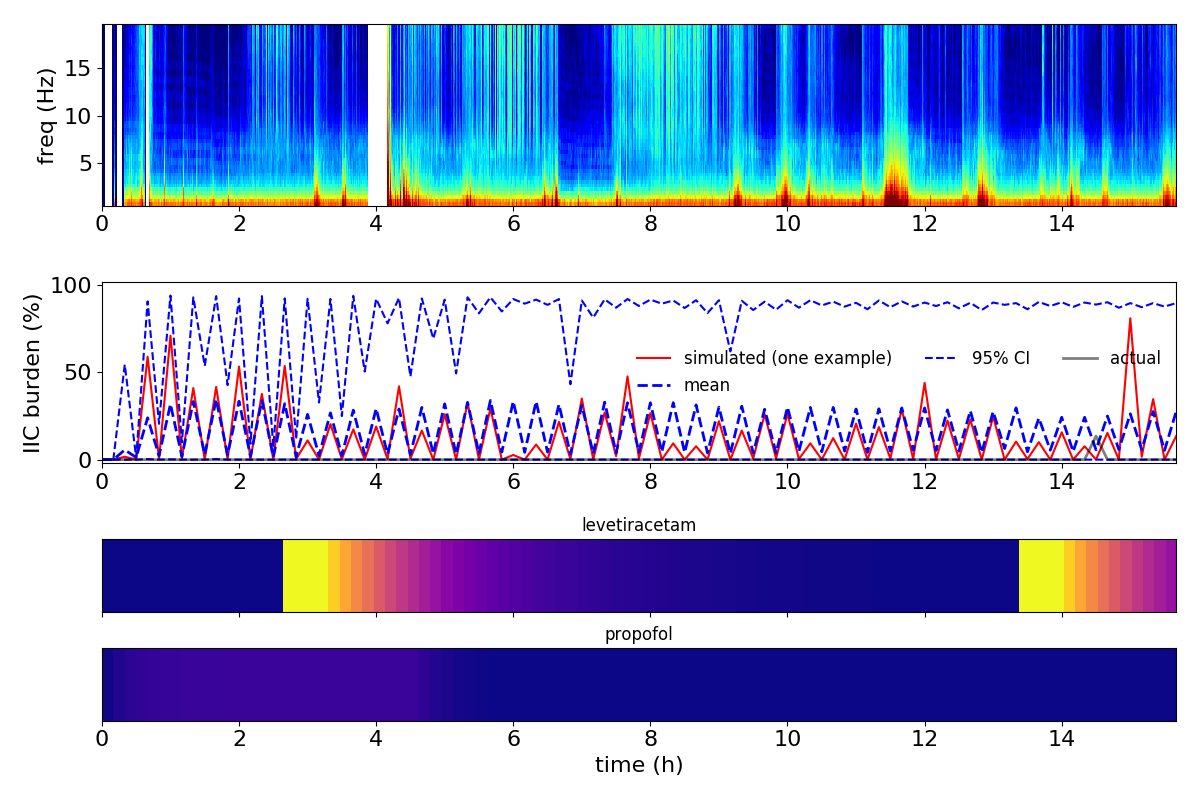 freq (Hz)
15
10
5
0 2 4 6 8 10 12 14
IIC burden (%)
100
50
0
simulated (one example) 95% CI actual
mean
0 2 4 6 8 10 12 14
levetiracetam
propofol
0 2 4 6 8 10 12 14
time (h)